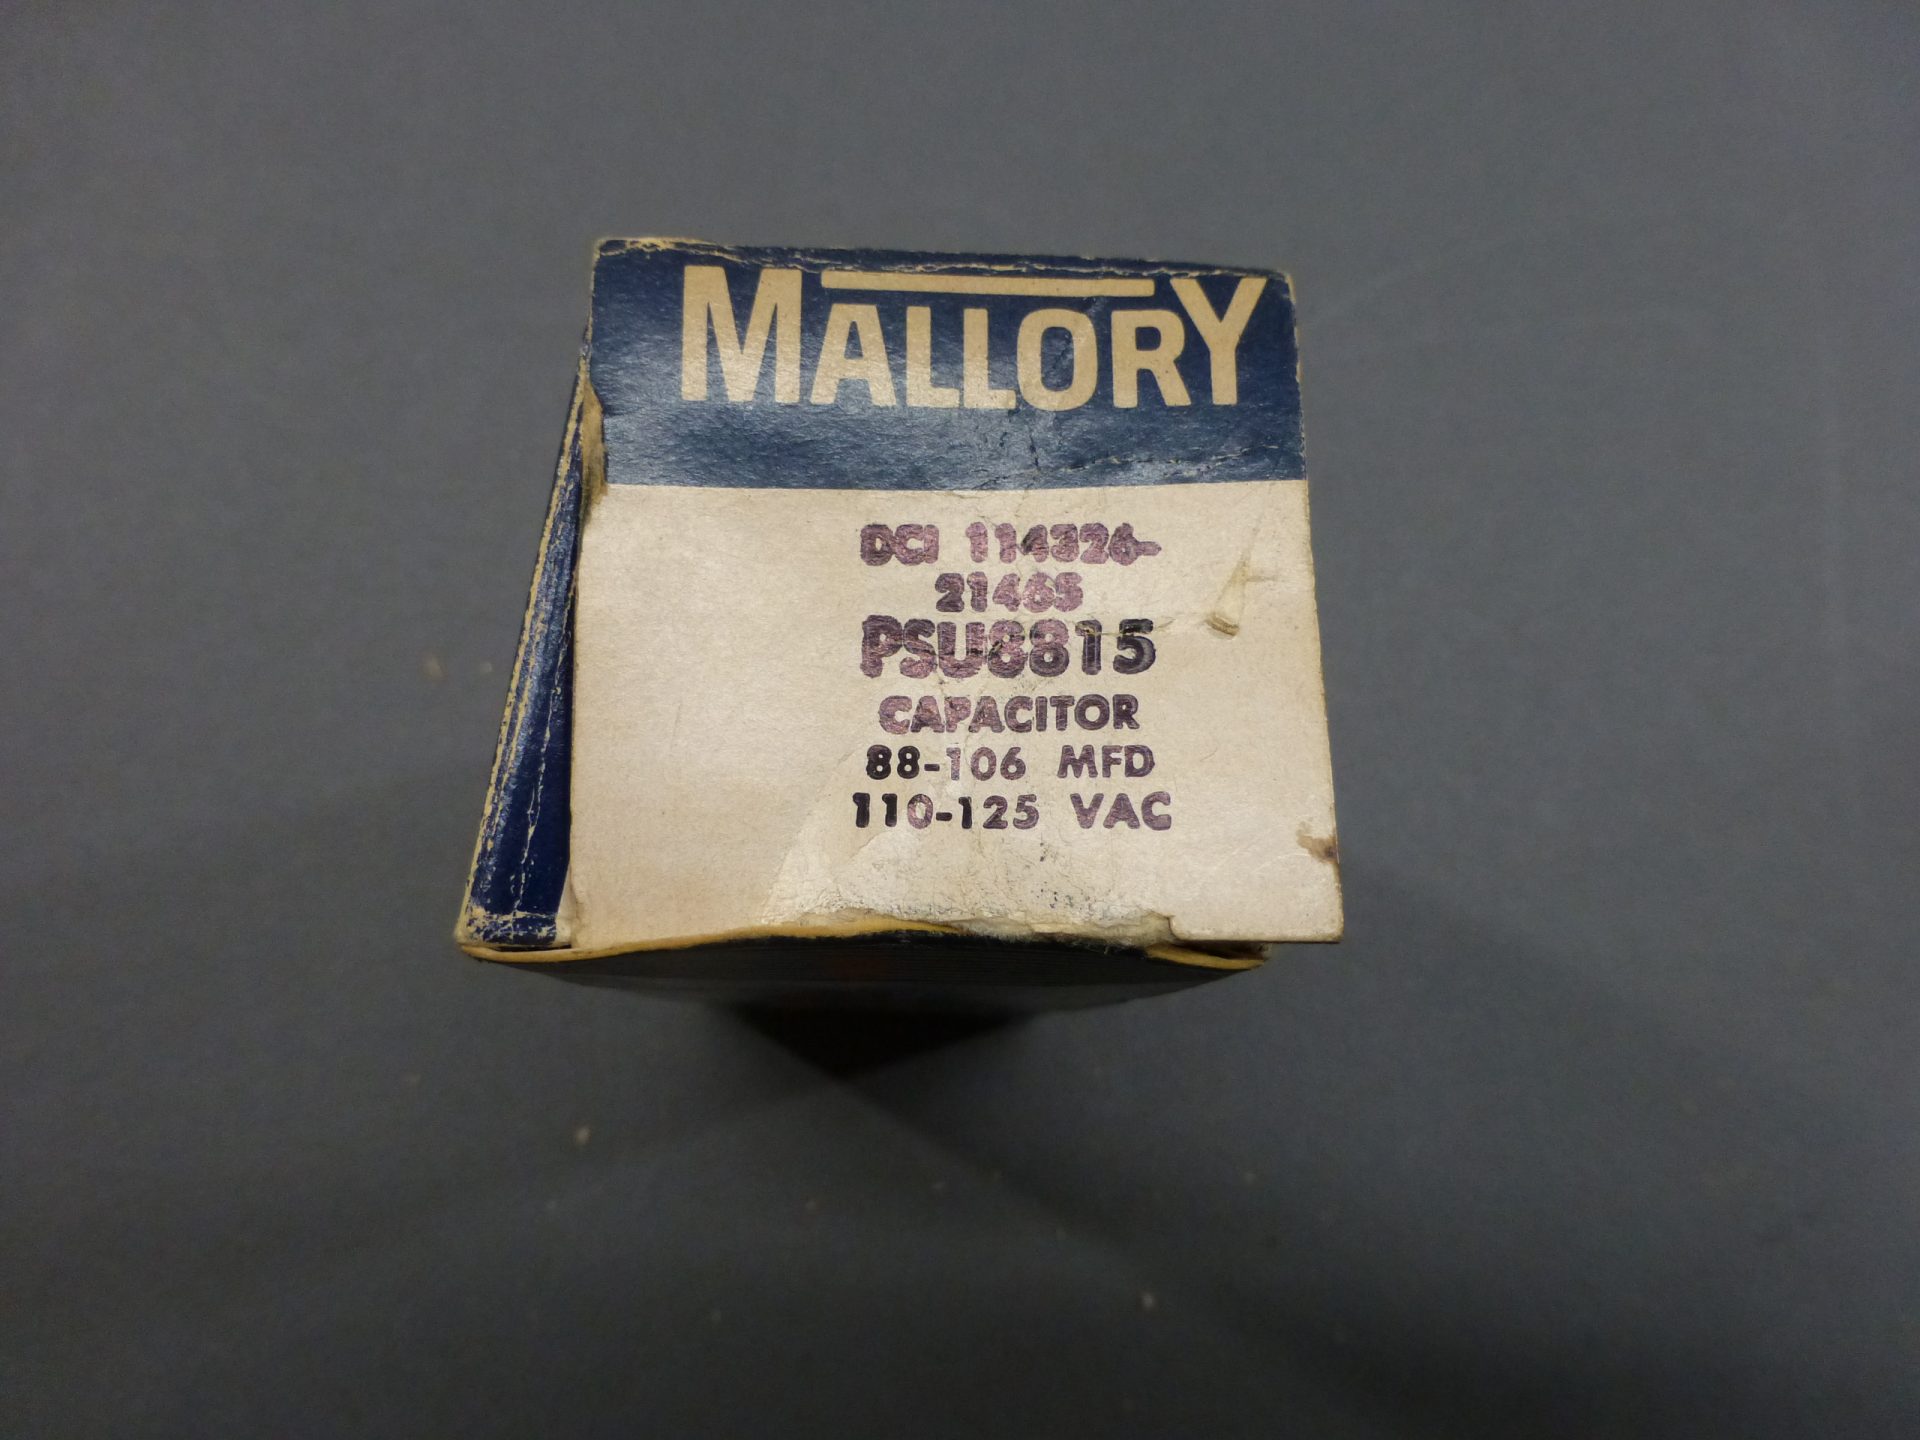 MALLORY
DCI 114326-
21465
PSU8815
CAPACITOR
88-106 MFD
110-125 VAC